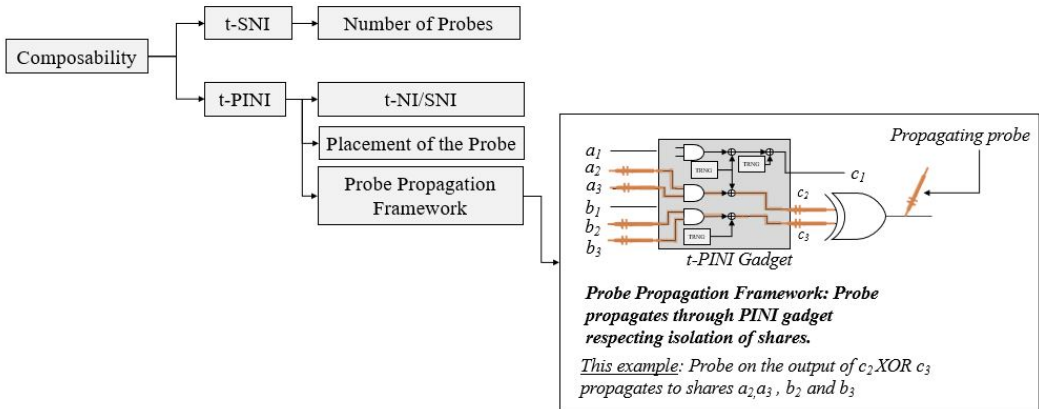 t-SNI
Number of Probes
Composability
t-PINI
t-NI/SNI
Placement of the Probe
Probe Propagation
Framework
Propagating probe
a1
a2
a3
b1
b2
b3
TRNG
TRNG
TRNG
c1
c2
c3
t-PINI Gadget
Probe Propagation Framework: Probe
propagates through PINI gadget
respecting isolation of shares.
This example: Probe on the output of c2 XOR c3
propagates to shares a2,a3 , b2 and b3